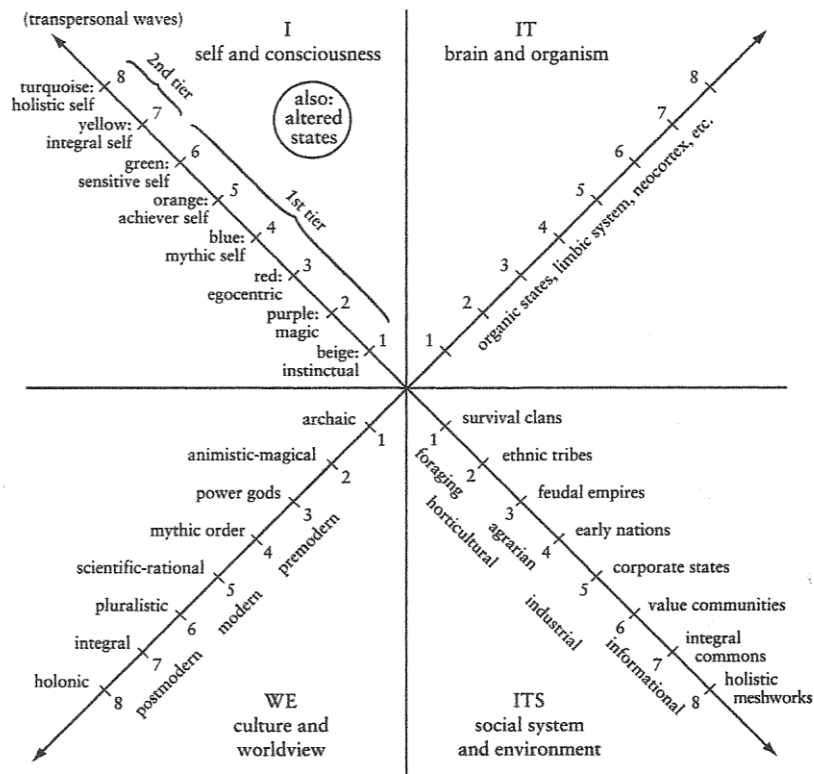 (transpersonal waves)
I
self and consciousness
also:
altered
states
2nd tier
1st tier
8
turquoise:
holistic self
7
yellow:
integral self
6
green:
sensitive self
5
orange:
achiever self
4
blue:
mythic self
3
red:
egocentric
2
purple:
magic
1
beige:
instinctual
IT
brain and organism
8
7
6
5
4
3
2
1
organic states, limbic system, neocortex, etc.
archaic
1
animistic-magical
2
power gods
3
mythic order
4
scientific-rational
5
pluralistic
6
integral
7
holonic
8
premodern
modern
postmodern
WE
culture and
worldview
survival clans
1
ethnic tribes
2
feudal empires
3
early nations
4
corporate states
5
value communities
6
integral
commons
7
holistic
meshworks
8
foraging
horticultural
agrarian
industrial
informational
ITS
social system
and environment